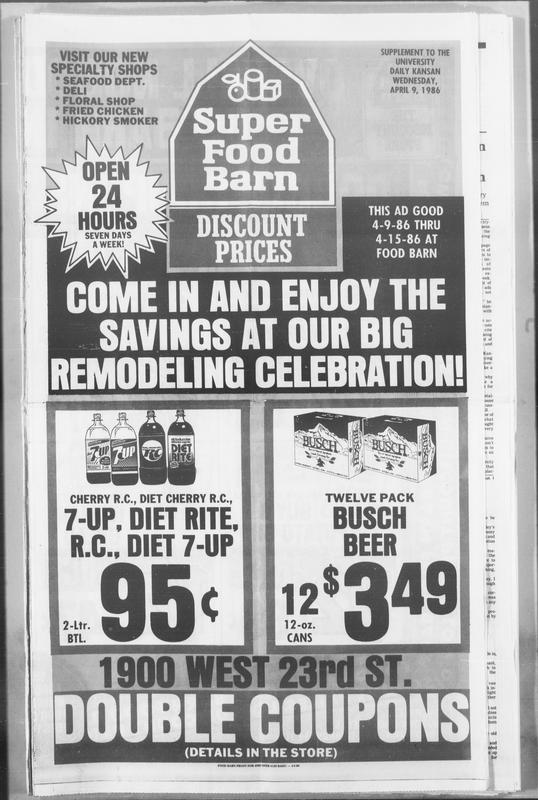 VISIT OUR NEW
SPECIALTY SHOPS
* SEAFOOD DEPT.
* DELI
* FLORAL SHOP
* FRIED CHICKEN
* HICKORY SMOKER
Super
Food
Barn
DISCOUNT
PRICES
SUPPLEMENT TO THE
UNIVERSITY
DAILY KANSAN
WEDNESDAY,
APRIL 9, 1986
OPEN
24
HOURS
SEVEN DAYS
A WEEK!
THIS AD GOOD
4-9-86 THRU
4-15-86 AT
FOOD BARN
COME IN AND ENJOY THE
SAVINGS AT OUR BIG
REMODELING CELEBRATION!
7UP
7UP
RC
DIET
RITE
CHERRY R.C., DIET CHERRY R.C.,
7-UP, DIET RITE,
R.C., DIET 7-UP
2-Ltr.
BTL.
95¢
BUSCH
BUSCH
TWELVE PACK
BUSCH
BEER
12
12-oz.
CANS
$3 49
1900 WEST 23rd ST.
DOUBLE COUPONS
(DETAILS IN THE STORE)